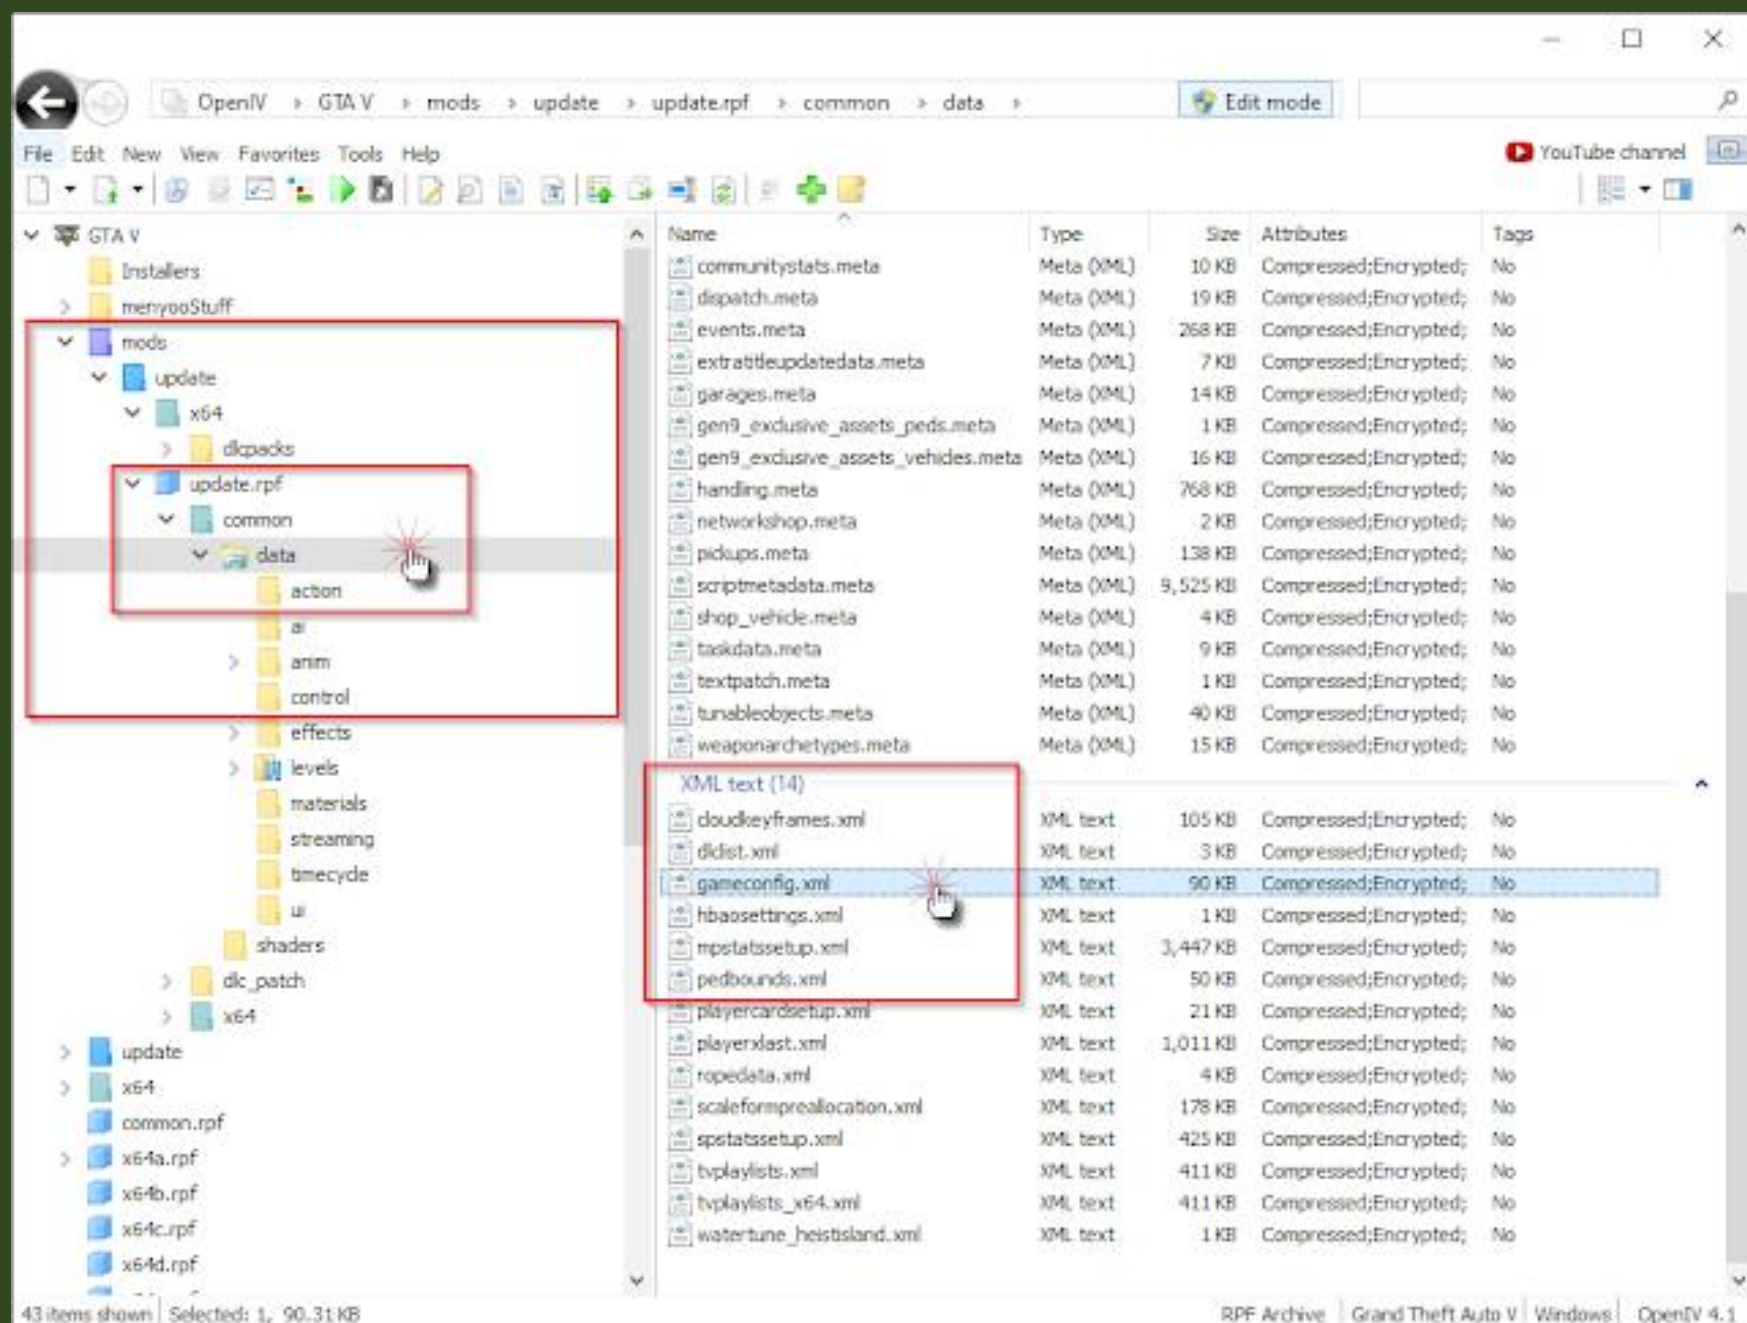 OpenIV GTA V mods update update.rpf common data Edit mode
File Edit New View Favorites Tools Help YouTube channel
GTA V
Installers
menyooStuff
mods
update
x64
dlcpacks
update.rpf
common
data
action
ai
anim
control
effects
levels
materials
streaming
timecycle
ui
shaders
dlc_patch
x64
update
x64
common.rpf
x64a.rpf
x64b.rpf
x64c.rpf
x64d.rpf
Name Type Size Attributes Tags
communitystats.meta Meta (XML) 10 KB Compressed;Encrypted; No
dispatch.meta Meta (XML) 19 KB Compressed;Encrypted; No
events.meta Meta (XML) 268 KB Compressed;Encrypted; No
extratitleupdatedata.meta Meta (XML) 7 KB Compressed;Encrypted; No
garages.meta Meta (XML) 14 KB Compressed;Encrypted; No
gen9_exclusive_assets_peds.meta Meta (XML) 1 KB Compressed;Encrypted; No
gen9_exclusive_assets_vehicles.meta Meta (XML) 16 KB Compressed;Encrypted; No
handling.meta Meta (XML) 768 KB Compressed;Encrypted; No
networkshop.meta Meta (XML) 2 KB Compressed;Encrypted; No
pickups.meta Meta (XML) 138 KB Compressed;Encrypted; No
scriptmetadata.meta Meta (XML) 9,525 KB Compressed;Encrypted; No
shop_vehicle.meta Meta (XML) 4 KB Compressed;Encrypted; No
taskdata.meta Meta (XML) 9 KB Compressed;Encrypted; No
textpatch.meta Meta (XML) 1 KB Compressed;Encrypted; No
tunableobjects.meta Meta (XML) 40 KB Compressed;Encrypted; No
weaponarchetypes.meta Meta (XML) 15 KB Compressed;Encrypted; No
XML text (14)
cloudkeyframes.xml XML text 105 KB Compressed;Encrypted; No
dlclist.xml XML text 3 KB Compressed;Encrypted; No
gameconfig.xml XML text 90 KB Compressed;Encrypted; No
hbaosettings.xml XML text 1 KB Compressed;Encrypted; No
mpstatssetup.xml XML text 3,447 KB Compressed;Encrypted; No
pedbounds.xml XML text 50 KB Compressed;Encrypted; No
playercardsetup.xml XML text 21 KB Compressed;Encrypted; No
playerxlast.xml XML text 1,011 KB Compressed;Encrypted; No
ropedata.xml XML text 4 KB Compressed;Encrypted; No
scaleformpreallocation.xml XML text 178 KB Compressed;Encrypted; No
spstatssetup.xml XML text 425 KB Compressed;Encrypted; No
tvplaylists.xml XML text 411 KB Compressed;Encrypted; No
tvplaylists_x64.xml XML text 411 KB Compressed;Encrypted; No
watertune_heistisland.xml XML text 1 KB Compressed;Encrypted; No
43 items shown Selected: 1, 90.31 KB RPF Archive Grand Theft Auto V Windows OpenIV 4.1